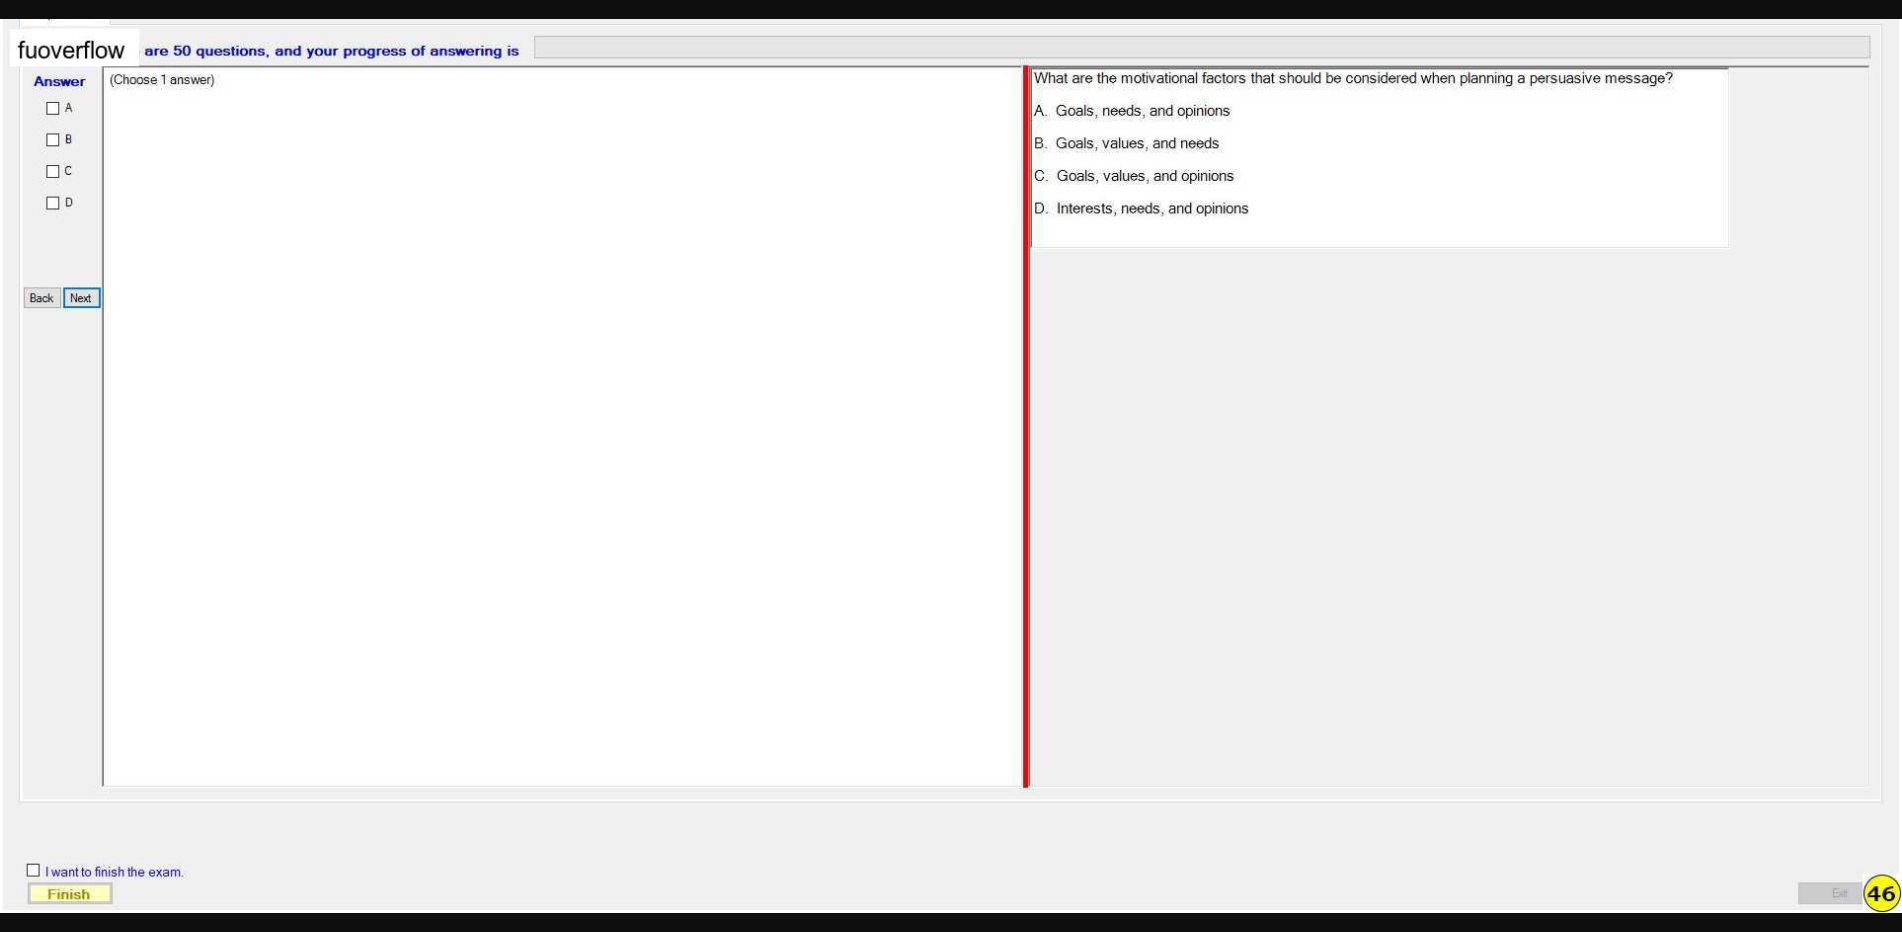 fuoverflow are 50 questions, and your progress of answering is
Answer
(Choose 1 answer)
A
B
C
D
Back Next
What are the motivational factors that should be considered when planning a persuasive message?
A. Goals, needs, and opinions
B. Goals, values, and needs
C. Goals, values, and opinions
D. Interests, needs, and opinions
I want to finish the exam.
Finish
Exit
46